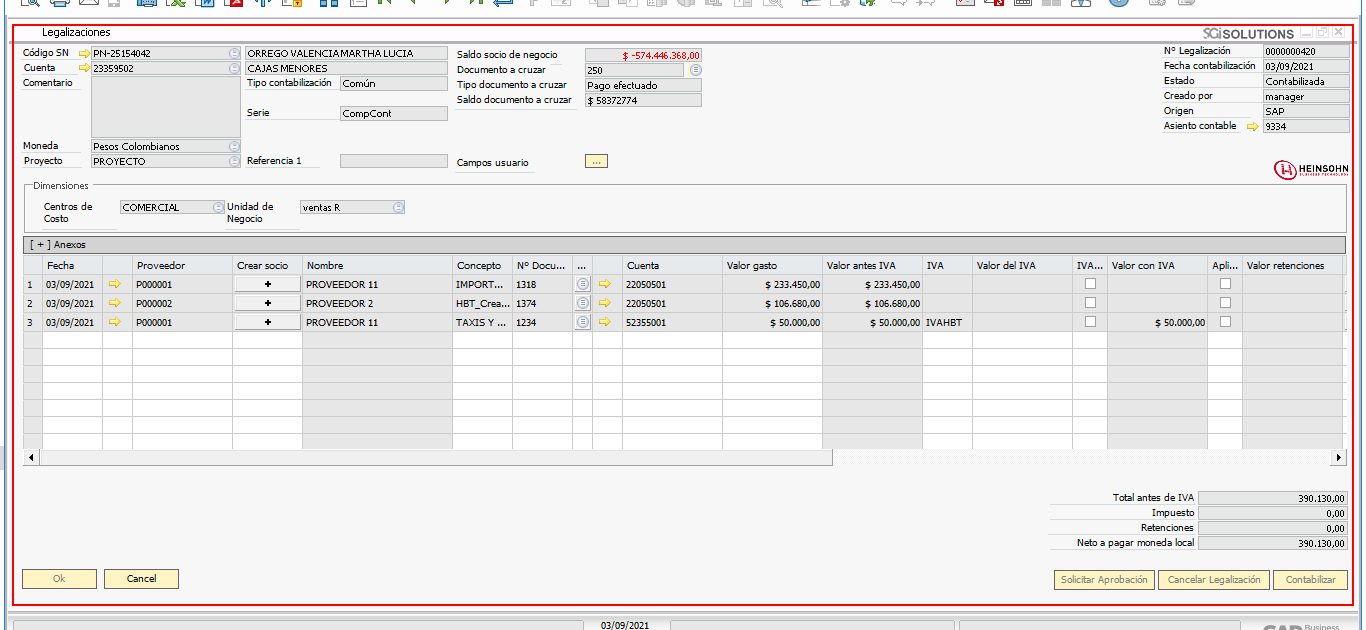 Legalizaciones
SGiSOLUTIONS
Código SN PN-25154042 ORREGO VALENCIA MARTHA LUCIA
Cuenta 23359502 CAJAS MENORES
Comentario
Tipo contabilización Común
Serie CompCont
Moneda Pesos Colombianos
Proyecto PROYECTO Referencia 1
Saldo socio de negocio $ -574.446.368,00
Documento a cruzar 250
Tipo documento a cruzar Pago efectuado
Saldo documento a cruzar $ 58372774
Campos usuario ...
Nº Legalización 0000000420
Fecha contabilización 03/09/2021
Estado Contabilizada
Creado por manager
Origen SAP
Asiento contable 9334
HEINSOHN
BUSINESS TECHNOLOGY
Dimensiones
Centros de Costo COMERCIAL Unidad de Negocio ventas R
[ + ] Anexos
Fecha Proveedor Crear socio Nombre Concepto Nº Docu... ... Cuenta Valor gasto Valor antes IVA IVA Valor del IVA IVA... Valor con IVA Apli... Valor retenciones
1 03/09/2021 P000001 + PROVEEDOR 11 IMPORT... 1318 22050501 $ 233.450,00 $ 233.450,00
2 03/09/2021 P000002 + PROVEEDOR 2 HBT_Crea... 1374 22050501 $ 106.680,00 $ 106.680,00
3 03/09/2021 P000001 + PROVEEDOR 11 TAXIS Y ... 1234 52355001 $ 50.000,00 $ 50.000,00 IVAHBT $ 50.000,00
Total antes de IVA 390.130,00
Impuesto 0,00
Retenciones 0,00
Neto a pagar moneda local 390.130,00
Ok Cancel Solicitar Aprobación Cancelar Legalización Contabilizar
03/09/2021
Business